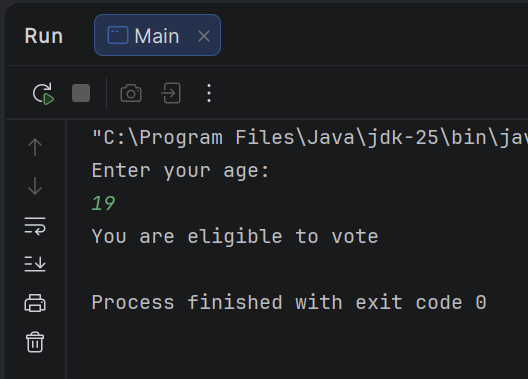 Run
Main
"C:\Program Files\Java\jdk-25\bin\jav
Enter your age:
19
You are eligible to vote
Process finished with exit code 0